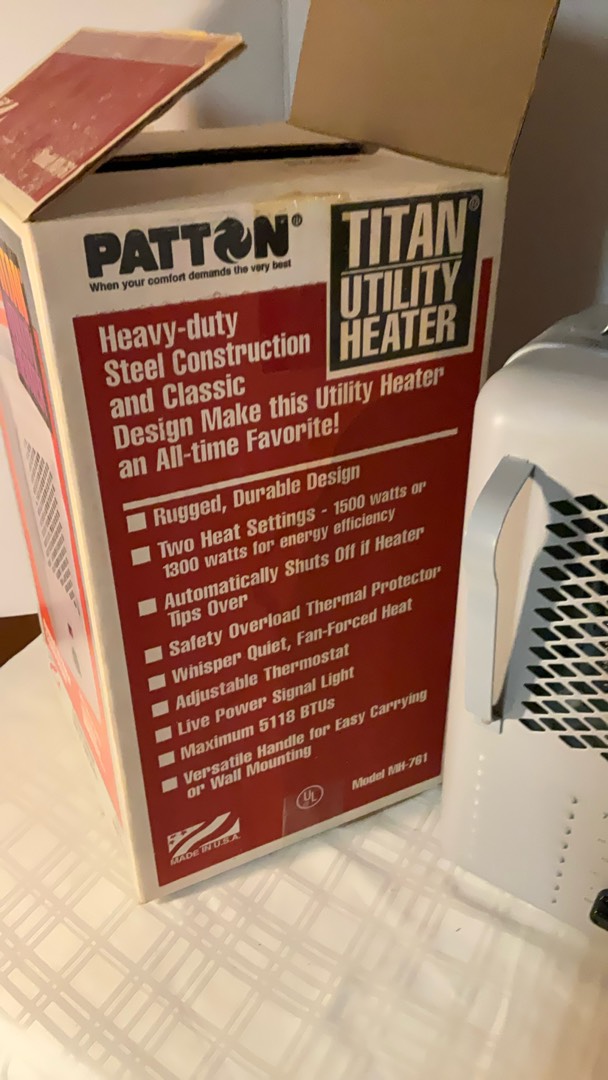 PATTON®
When your comfort demands the very best
TITAN®
UTILITY
HEATER
Heavy-duty
Steel Construction
and Classic
Design Make this Utility Heater
an All-time Favorite!
Rugged, Durable Design
Two Heat Settings - 1500 watts or
1300 watts for energy efficiency
Automatically Shuts Off if Heater
Tips Over
Safety Overload Thermal Protector
Whisper Quiet, Fan-Forced Heat
Adjustable Thermostat
Live Power Signal Light
Maximum 5118 BTUs
Versatile Handle for Easy Carrying
or Wall Mounting
Model MH-761
UL
MADE IN U.S.A.